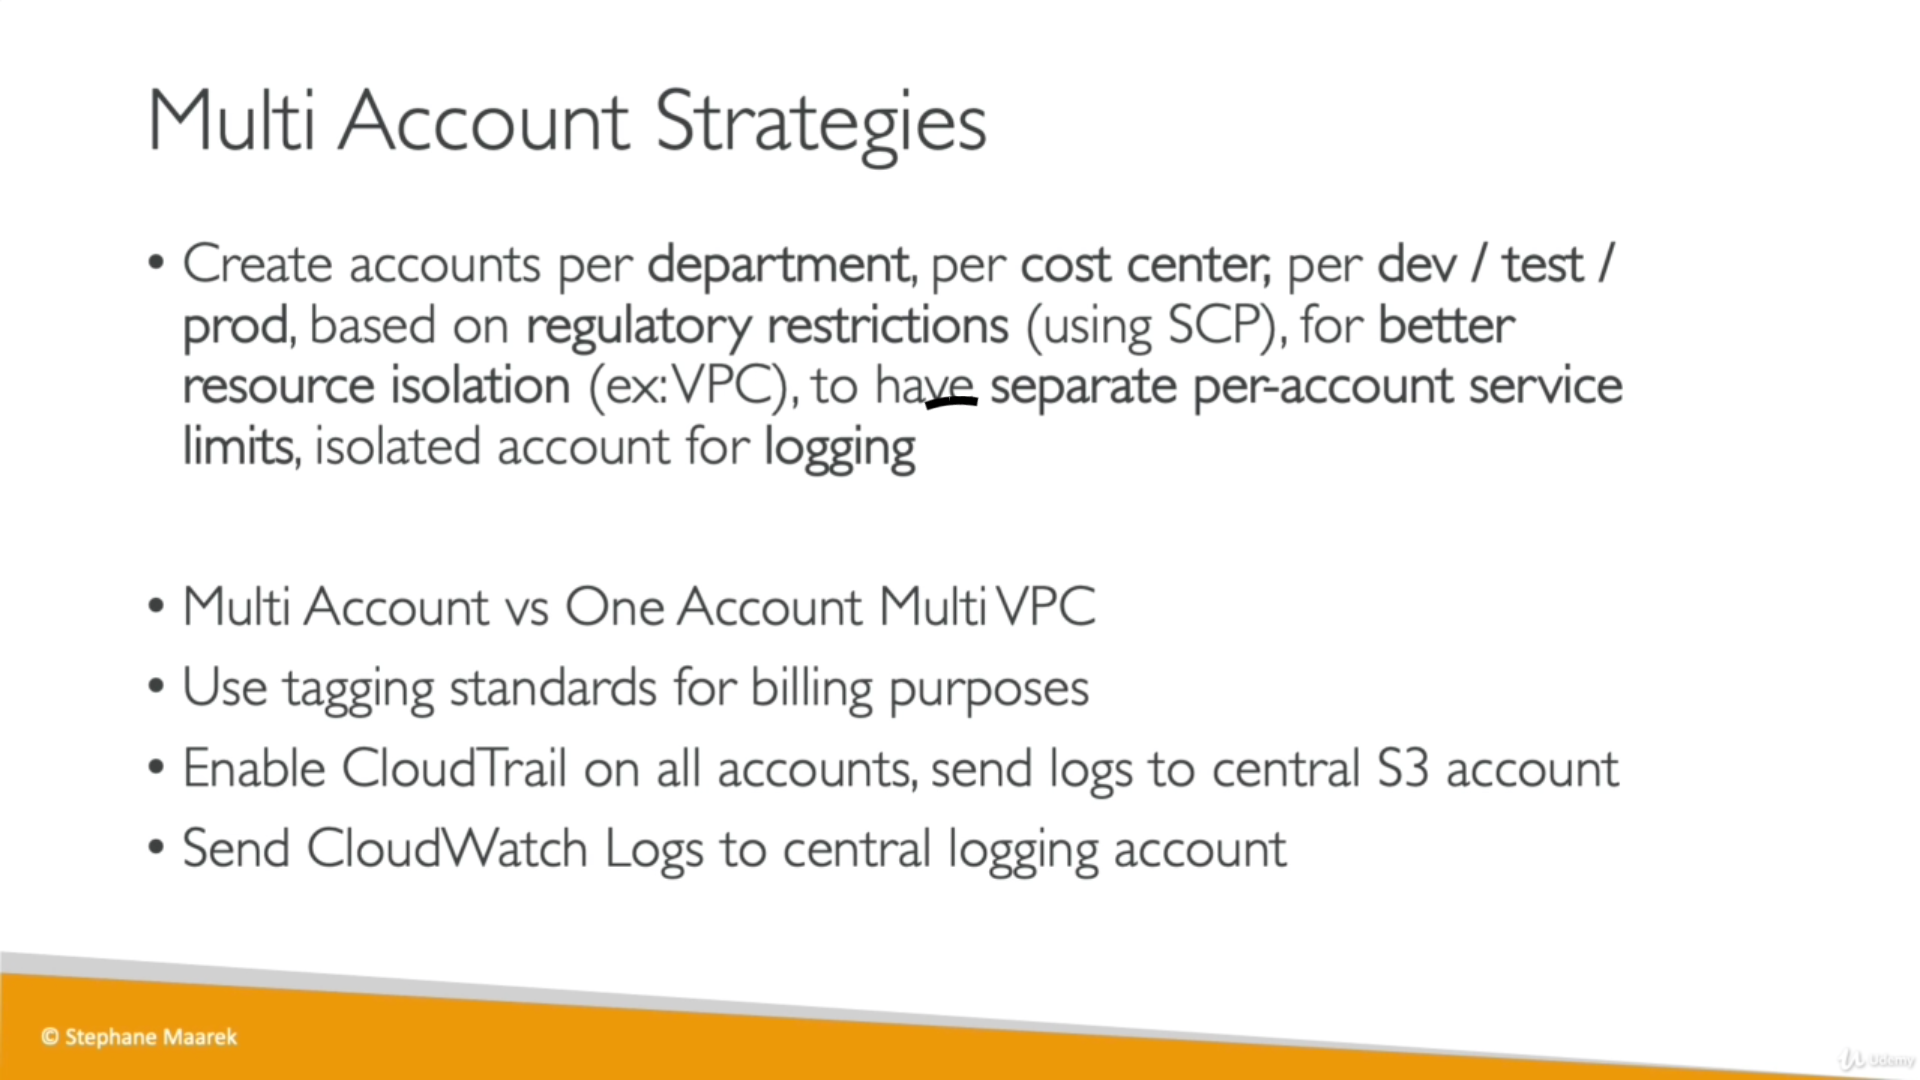 Multi Account Strategies
• Create accounts per department, per cost center, per dev / test /
prod, based on regulatory restrictions (using SCP), for better
resource isolation (ex: VPC), to have separate per-account service
limits, isolated account for logging
• Multi Account vs One Account Multi VPC
• Use tagging standards for billing purposes
• Enable CloudTrail on all accounts, send logs to central S3 account
• Send CloudWatch Logs to central logging account
© Stephane Maarek
Udemy